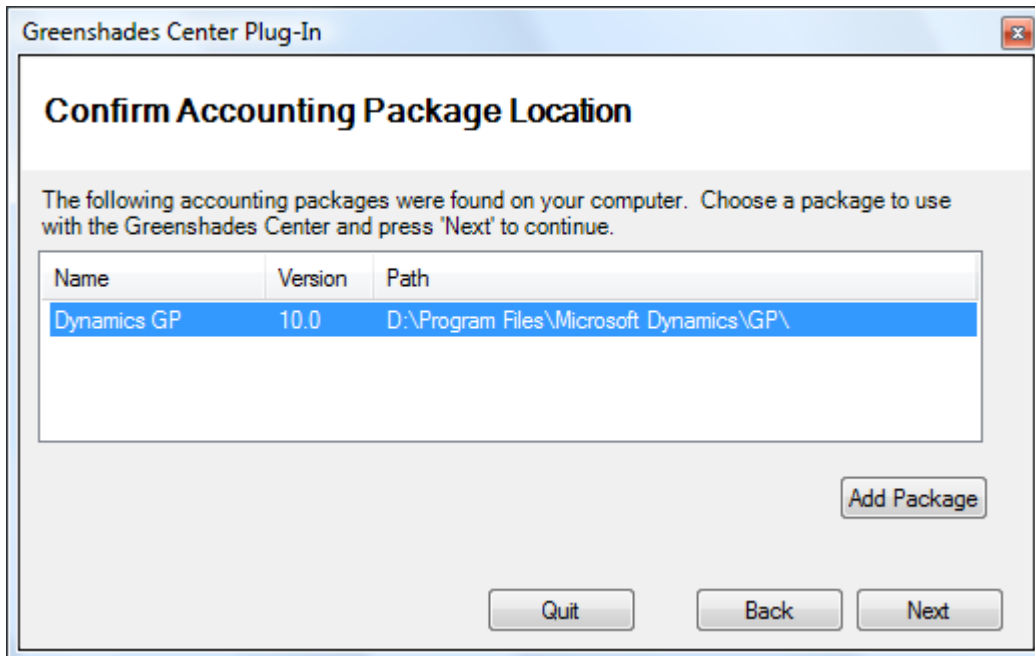 Greenshades Center Plug-In
Confirm Accounting Package Location
The following accounting packages were found on your computer.  Choose a package to use
with the Greenshades Center and press 'Next' to continue.
Name Version Path
Dynamics GP 10.0 D:\Program Files\Microsoft Dynamics\GP\
Add Package
Quit Back Next